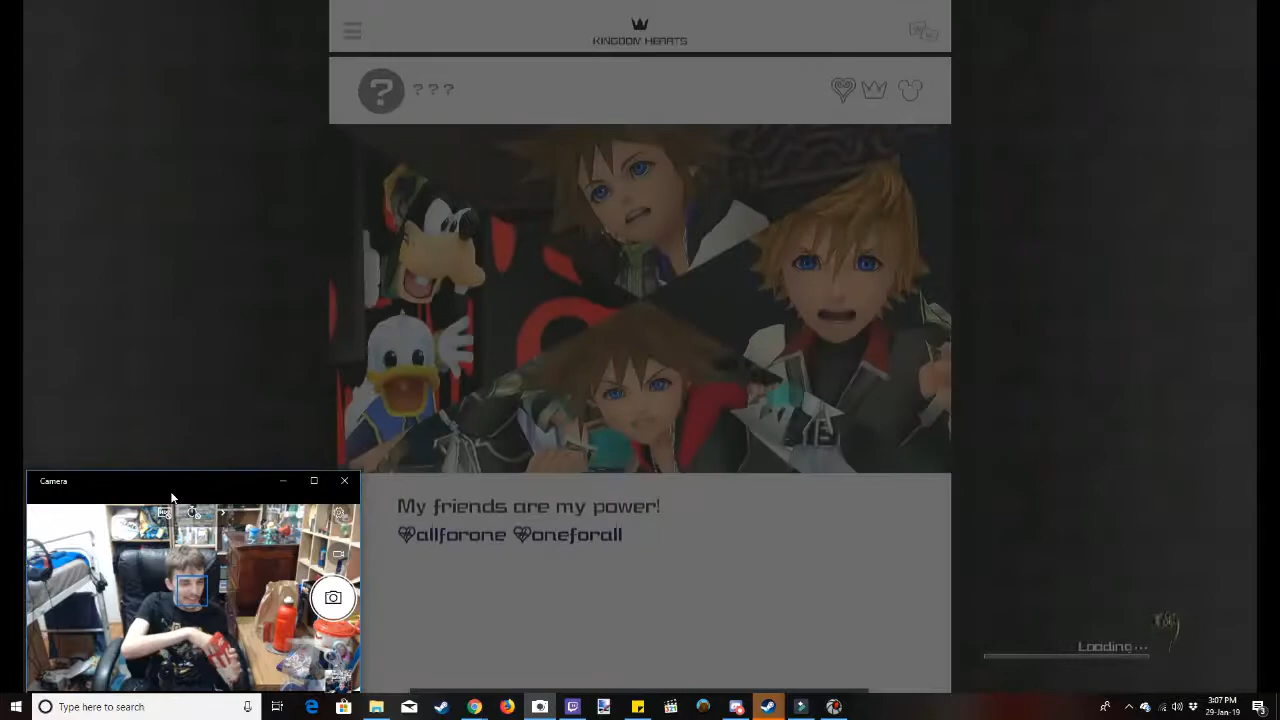 KINGDOM HEARTS
? ? ? ?
My friends are my power!
allforone oneforall
Camera
Loading...
Type here to search
3:07 PM
29-Jan-19